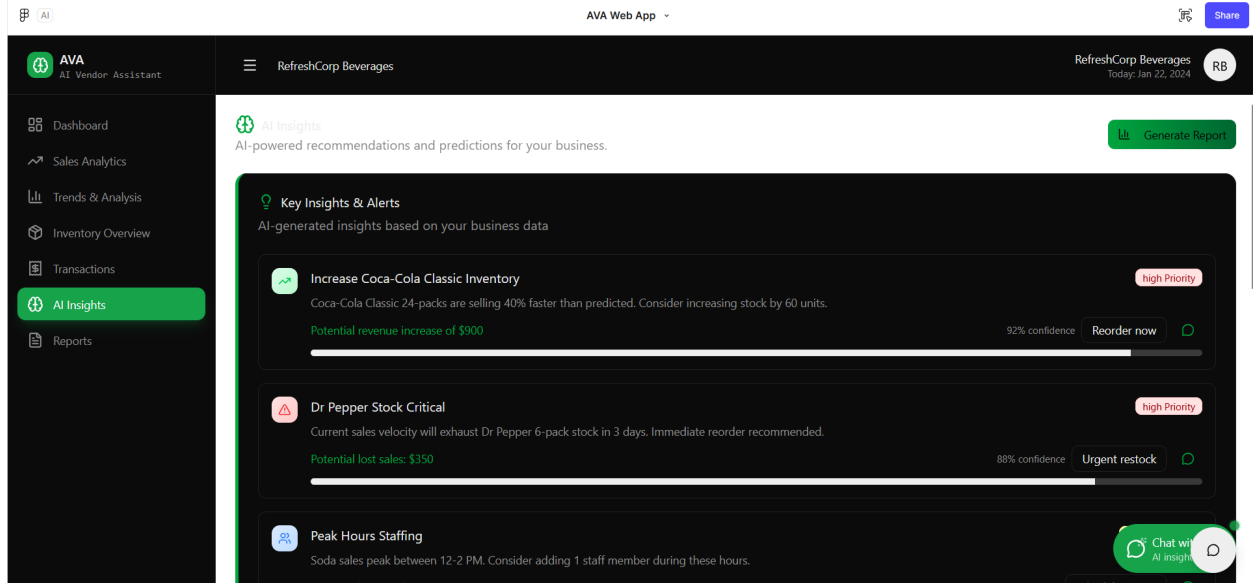 AI
AVA Web App
Share
AVA
AI Vendor Assistant
RefreshCorp Beverages
RefreshCorp Beverages
Today: Jan 22, 2024
RB
Dashboard
Sales Analytics
Trends & Analysis
Inventory Overview
Transactions
AI Insights
Reports
AI Insights
AI-powered recommendations and predictions for your business.
Generate Report
Key Insights & Alerts
AI-generated insights based on your business data
Increase Coca-Cola Classic Inventory
high Priority
Coca-Cola Classic 24-packs are selling 40% faster than predicted. Consider increasing stock by 60 units.
Potential revenue increase of $900
92% confidence
Reorder now
Dr Pepper Stock Critical
high Priority
Current sales velocity will exhaust Dr Pepper 6-pack stock in 3 days. Immediate reorder recommended.
Potential lost sales: $350
88% confidence
Urgent restock
Peak Hours Staffing
Soda sales peak between 12-2 PM. Consider adding 1 staff member during these hours.
Chat
AI